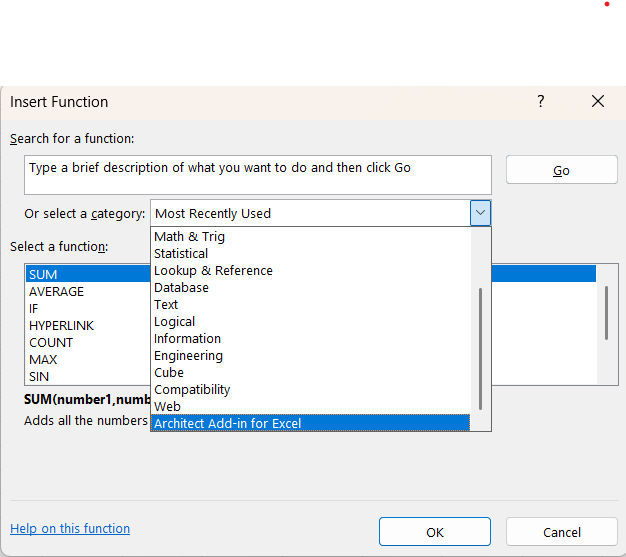 Insert Function
?
Search for a function:
Type a brief description of what you want to do and then click Go
Go
Or select a category:
Most Recently Used
Math & Trig
Statistical
Lookup & Reference
Database
Text
Logical
Information
Engineering
Cube
Compatibility
Web
Architect Add-in for Excel
Select a function:
SUM
AVERAGE
IF
HYPERLINK
COUNT
MAX
SIN
SUM(number1,numb
Adds all the numbers
Help on this function
OK
Cancel